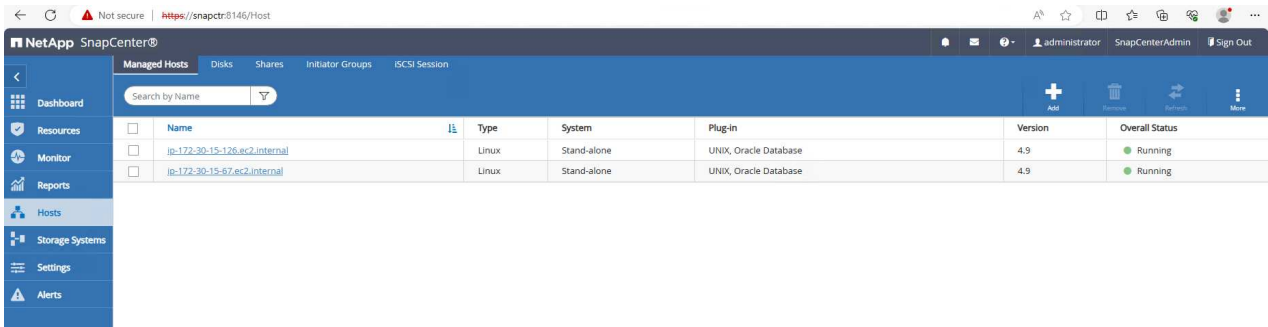 Not secure | https://snapctr:8146/Host
NetApp SnapCenter®
administrator SnapCenterAdmin Sign Out
Managed Hosts Disks Shares Initiator Groups iSCSI Session
Search by Name
Add Remove Refresh More
Dashboard
Resources
Monitor
Reports
Hosts
Storage Systems
Settings
Alerts
Name Type System Plug-in Version Overall Status
ip-172-30-15-126.ec2.internal Linux Stand-alone UNIX, Oracle Database 4.9 Running
ip-172-30-15-67.ec2.internal Linux Stand-alone UNIX, Oracle Database 4.9 Running